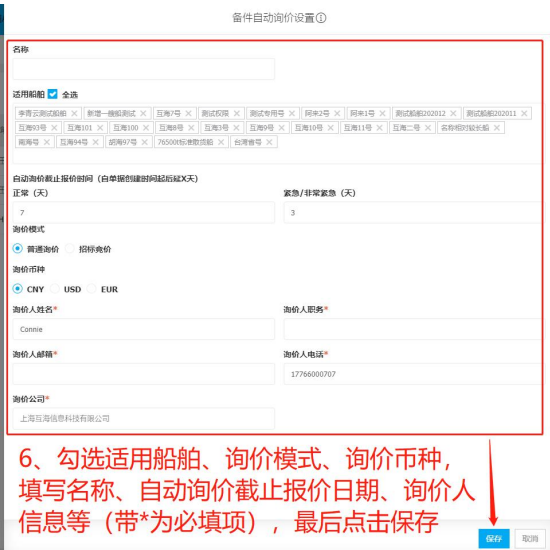 备件自动询价设置
名称
适用船舶 全选
李青云测试船舶 × 新增一艘船测试 × 互海7号 × 测试权限 × 测试专用号 × 阿来2号 × 阿来1号 × 测试船舶202012 × 测试船舶202011 ×
互海93号 × 互海101 × 互海100 × 互海8号 × 互海3号 × 互海9号 × 互海10号 × 互海11号 × 互海二号 × 名称相对较长船 ×
南海号 × 互海94号 × 胡海97号 × 76500t标准散货船 × 台湾省号 ×
自动询价截止报价时间（自单据创建时间起后延X天）
正常（天） 紧急/非常紧急（天）
7 3
询价模式
普通询价 招标竞价
询价币种
CNY USD EUR
询价人姓名* 询价人职务*
Connie
询价人邮箱* 询价人电话*
17766000707
询价公司*
上海互海信息科技有限公司
6、勾选适用船舶、询价模式、询价币种，
填写名称、自动询价截止报价日期、询价人
信息等（带*为必填项），最后点击保存
保存 取消